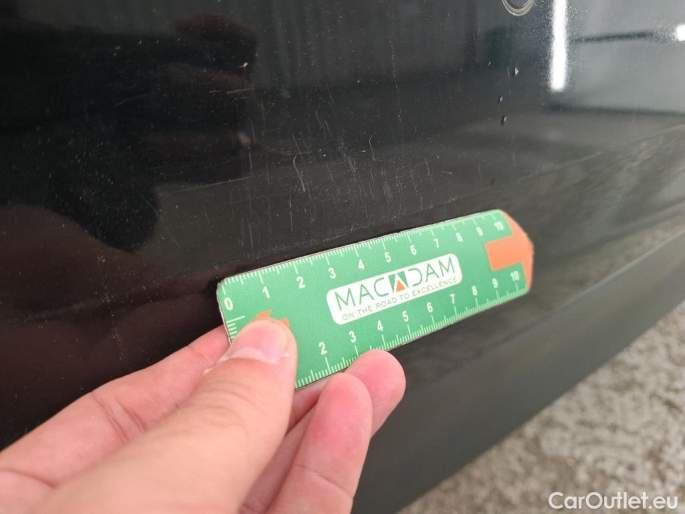 0 1 2 3 4 5 6 7 8 9 10
MACADAM
ON THE ROAD TO EXCELLENCE
2 3 4 5 6 7 8 9 10
CarOutlet.eu